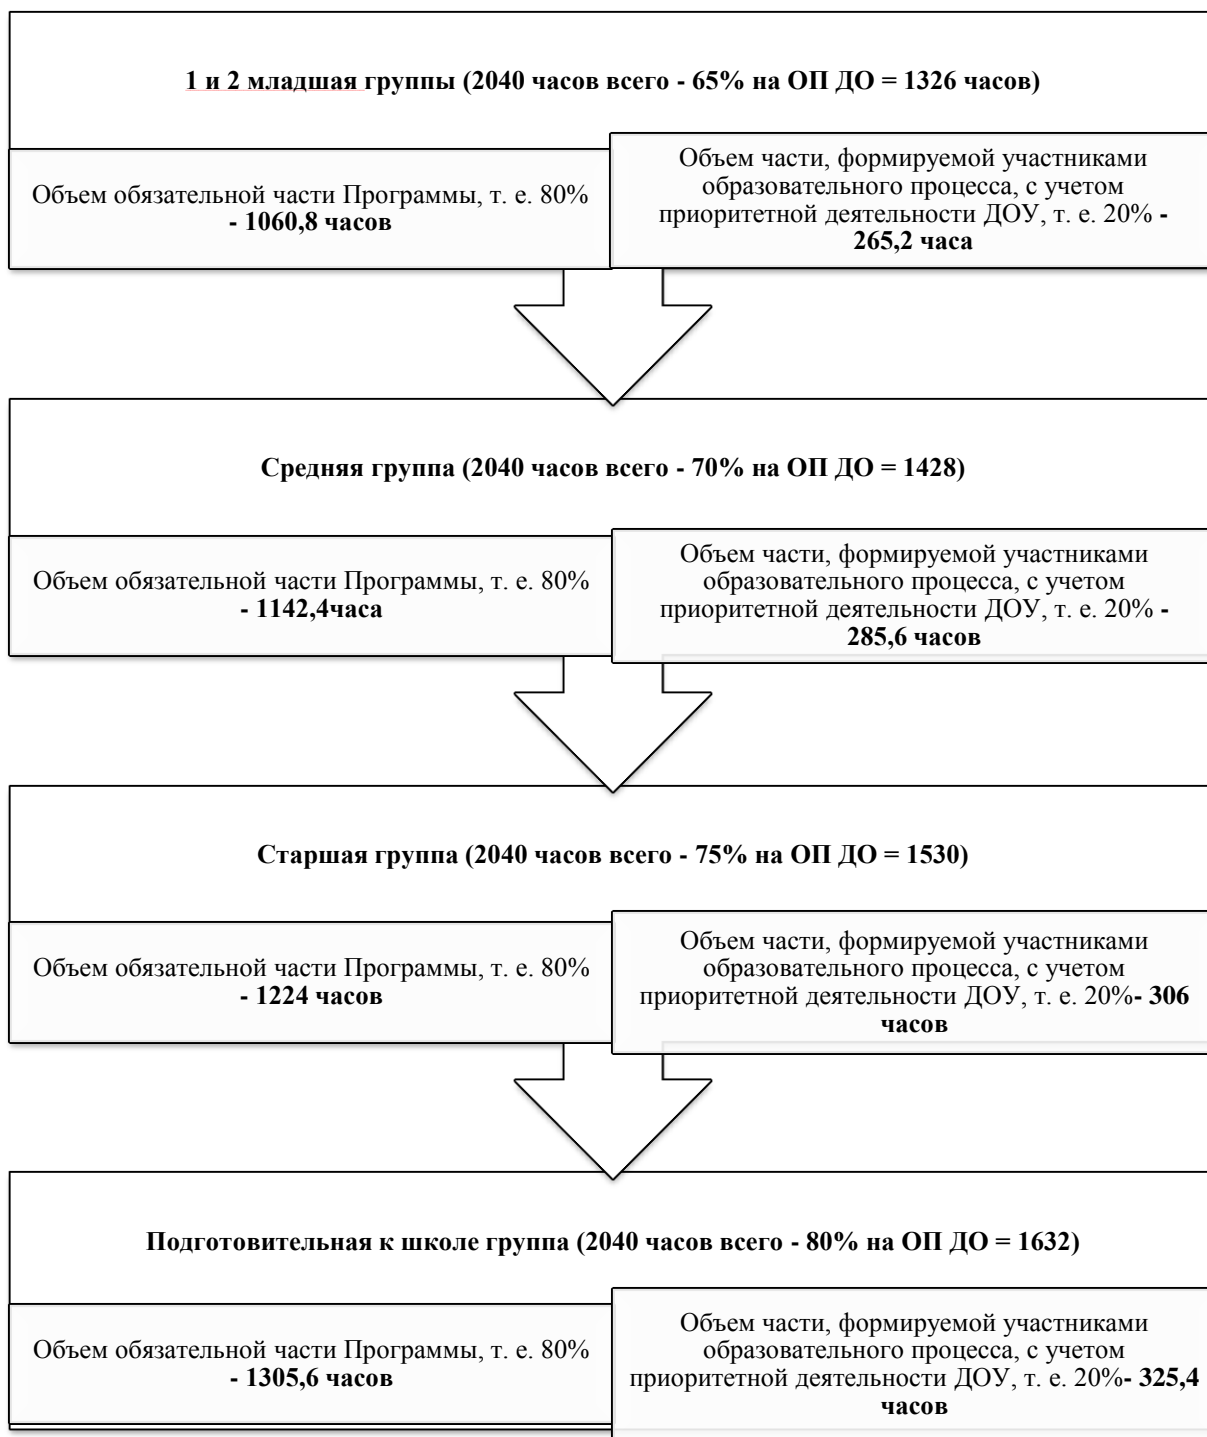 1 и 2 младшая группы (2040 часов всего - 65% на ОП ДО = 1326 часов)
Объем обязательной части Программы, т. е. 80%
- 1060,8 часов
Объем части, формируемой участниками
образовательного процесса, с учетом
приоритетной деятельности ДОУ, т. е. 20% -
265,2 часа
Средняя группа (2040 часов всего - 70% на ОП ДО = 1428)
Объем обязательной части Программы, т. е. 80%
- 1142,4часа
Объем части, формируемой участниками
образовательного процесса, с учетом
приоритетной деятельности ДОУ, т. е. 20% -
285,6 часов
Старшая группа (2040 часов всего - 75% на ОП ДО = 1530)
Объем обязательной части Программы, т. е. 80%
- 1224 часов
Объем части, формируемой участниками
образовательного процесса, с учетом
приоритетной деятельности ДОУ, т. е. 20%- 306
часов
Подготовительная к школе группа (2040 часов всего - 80% на ОП ДО = 1632)
Объем обязательной части Программы, т. е. 80%
- 1305,6 часов
Объем части, формируемой участниками
образовательного процесса, с учетом
приоритетной деятельности ДОУ, т. е. 20%- 325,4
часов